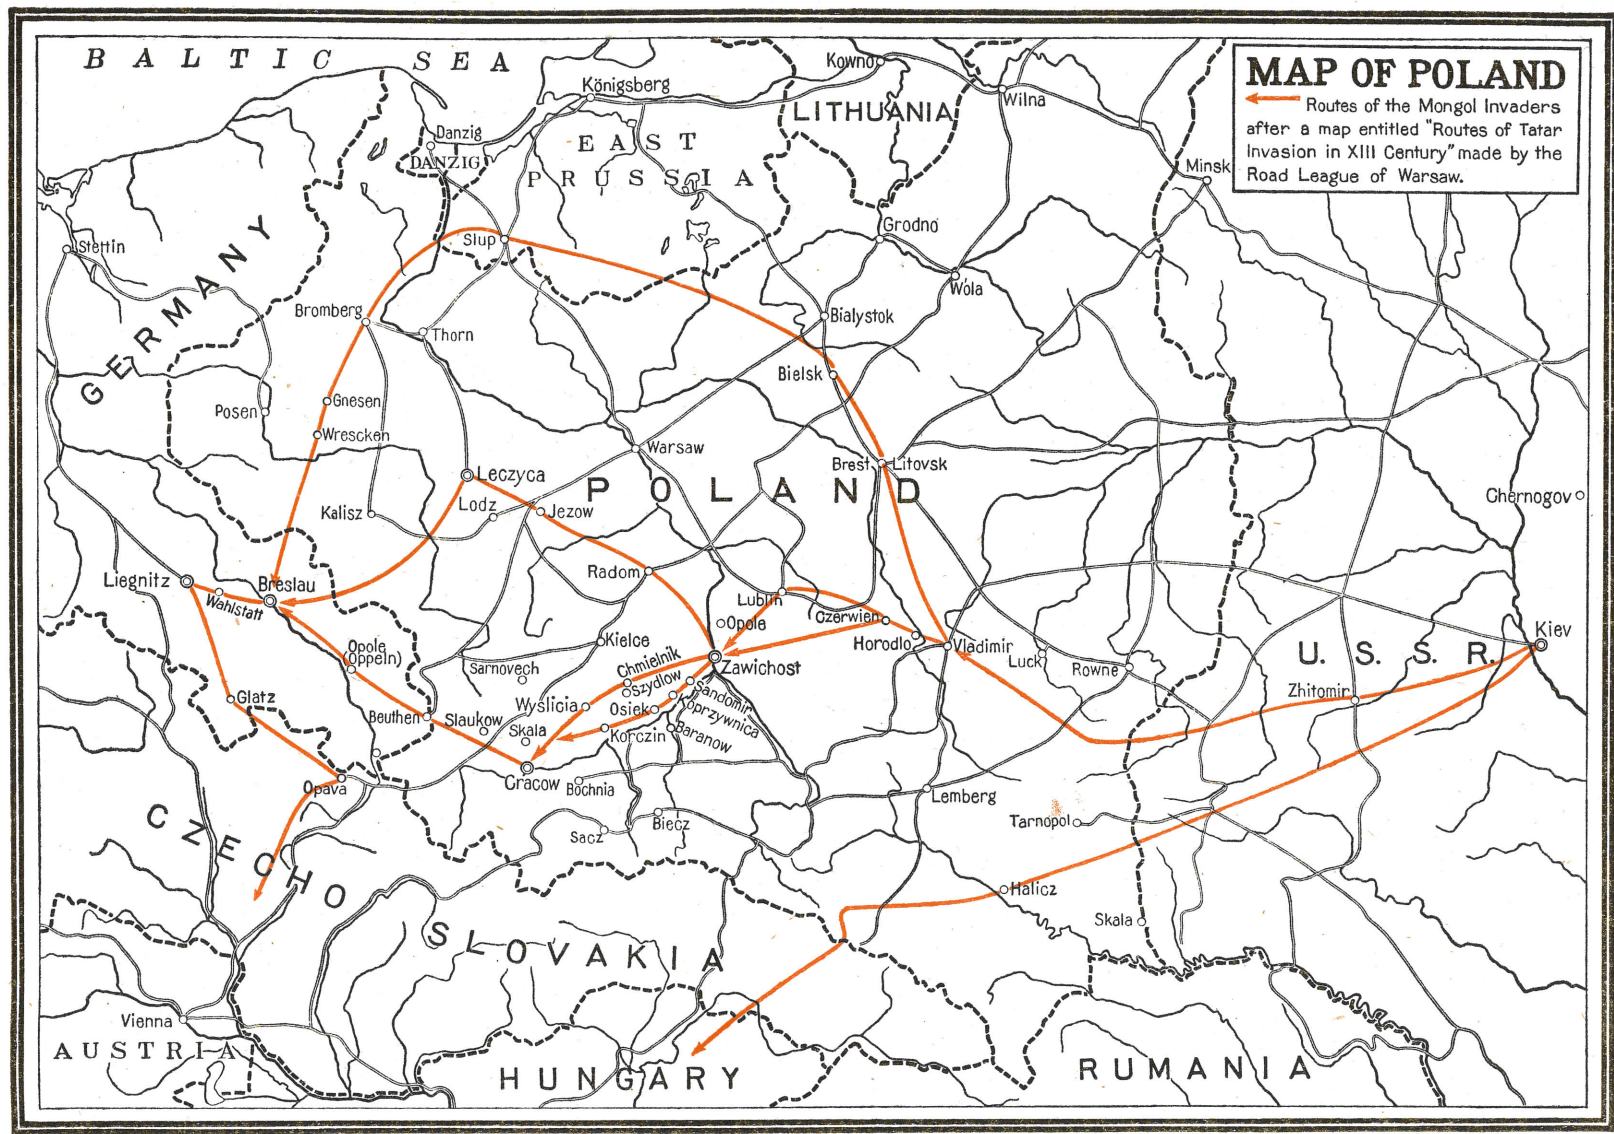 BALTIC SEA
MAP OF POLAND
Routes of the Mongol Invaders
after a map entitled "Routes of Tatar
Invasion in XIII Century" made by the
Road League of Warsaw.
Kowno
Königsberg
Wilna
LITHUANIA
Danzig
DANZIG
EAST
PRUSSIA
Minsk
Grodno
Slup
Stettin
GERMANY
Wola
Bromberg
Thorn
Bialystok
Bielsk
Gnesen
Posen
Wrescken
Warsaw
Brest Litovsk
Leczyca
POLAND
Chernogov
Kalisz
Lodz
Jezow
Liegnitz
Breslau
Radom
Wahlstatt
Lublin
Opole
Czerwien
Horodlo
Vladimir
Kiev
Kielce
Opole
(Oppeln)
Sarnovech
Chmielnik
Zawichost
Luck
Rowne
U. S. S. R.
Szydlow
Sandomir
Zhitomir
Glatz
Wyślicia
Osiek
Koprzywnica
Beuthen
Slaukow
Skala
Korczin
Baranow
Cracow
Bochnia
Opava
Lemberg
Tarnopol
Sacz
Biecz
CZECHO
SLOVAKIA
Halicz
Skala
Vienna
AUSTRIA
HUNGARY
RUMANIA